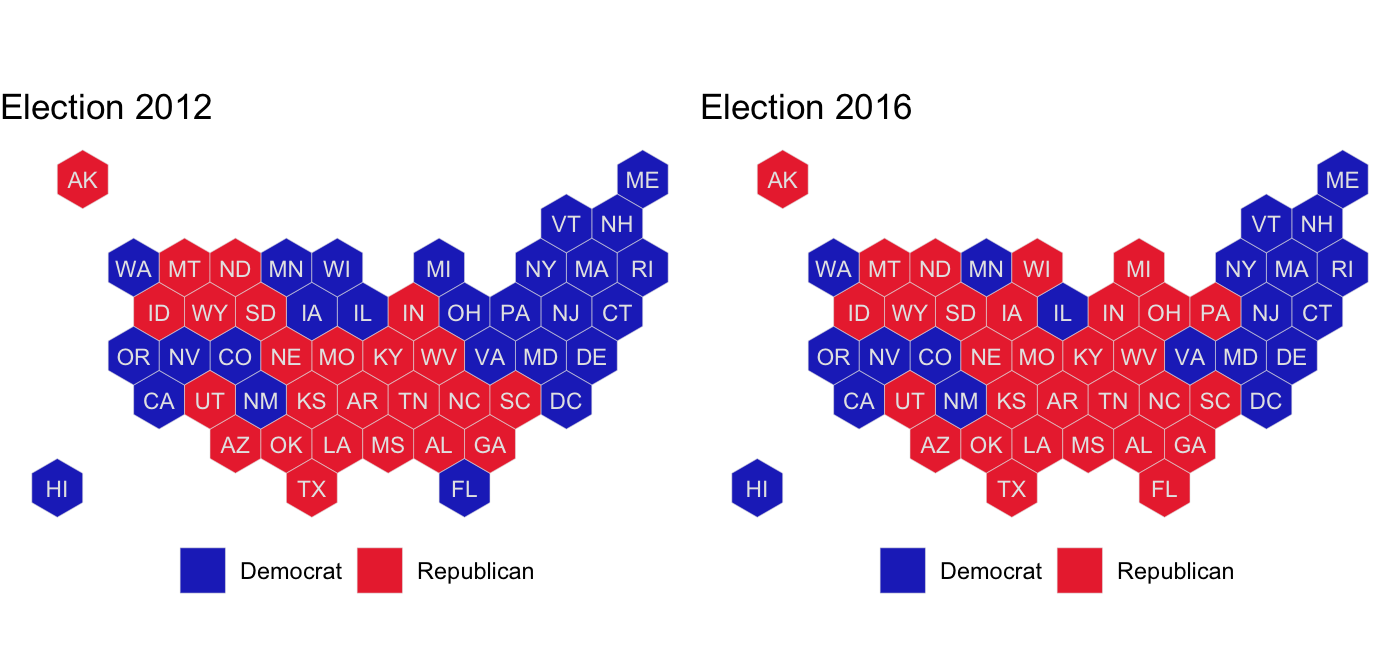 Election 2012
AK ME
VT NH
WA MT ND MN WI MI NY MA RI
ID WY SD IA IL IN OH PA NJ CT
OR NV CO NE MO KY WV VA MD DE
CA UT NM KS AR TN NC SC DC
AZ OK LA MS AL GA
HI TX FL
Democrat Republican
Election 2016
AK ME
VT NH
WA MT ND MN WI MI NY MA RI
ID WY SD IA IL IN OH PA NJ CT
OR NV CO NE MO KY WV VA MD DE
CA UT NM KS AR TN NC SC DC
AZ OK LA MS AL GA
HI TX FL
Democrat Republican